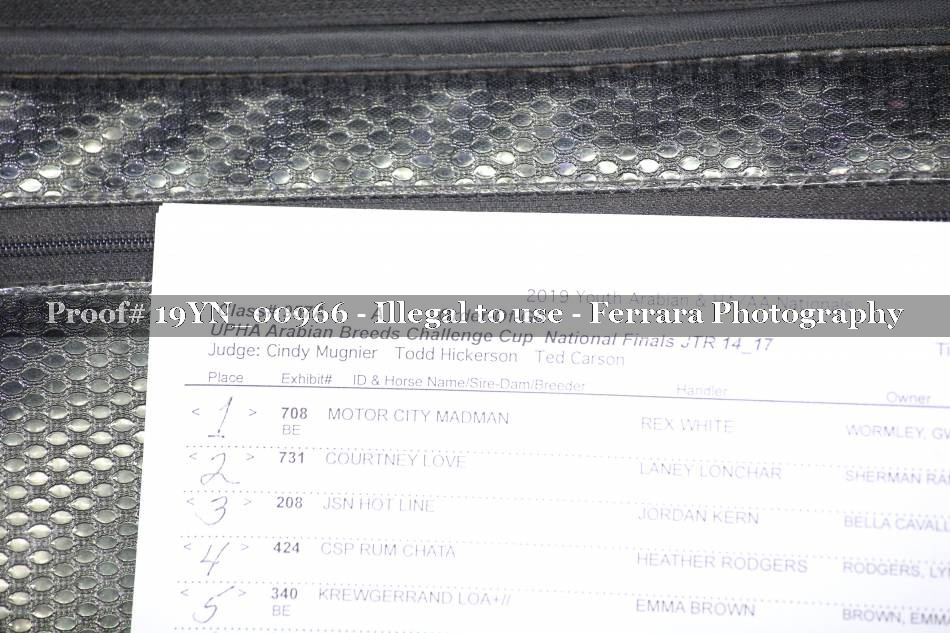 2019 Youth Arabian & HA/AA Nationals
Proof# 19YN_00966 - Illegal to use - Ferrara Photography
UPHA Arabian Breeds Challenge Cup National Finals JTR 14_17
Judge: Cindy Mugnier Todd Hickerson Ted Carson
Place Exhibit# ID & Horse Name/Sire-Dam/Breeder Handler Owner
< 1 > 708 MOTOR CITY MADMAN REX WHITE WORMLEY, GW
BE
< 2 > 731 COURTNEY LOVE LANEY LONCHAR SHERMAN RA
< 3 > 208 JSN HOT LINE JORDAN KERN BELLA CAVALL
< 4 > 424 CSP RUM CHATA HEATHER RODGERS RODGERS, LY
< 5 > 340 KREWGERRAND LOA+// EMMA BROWN BROWN, EMM
BE